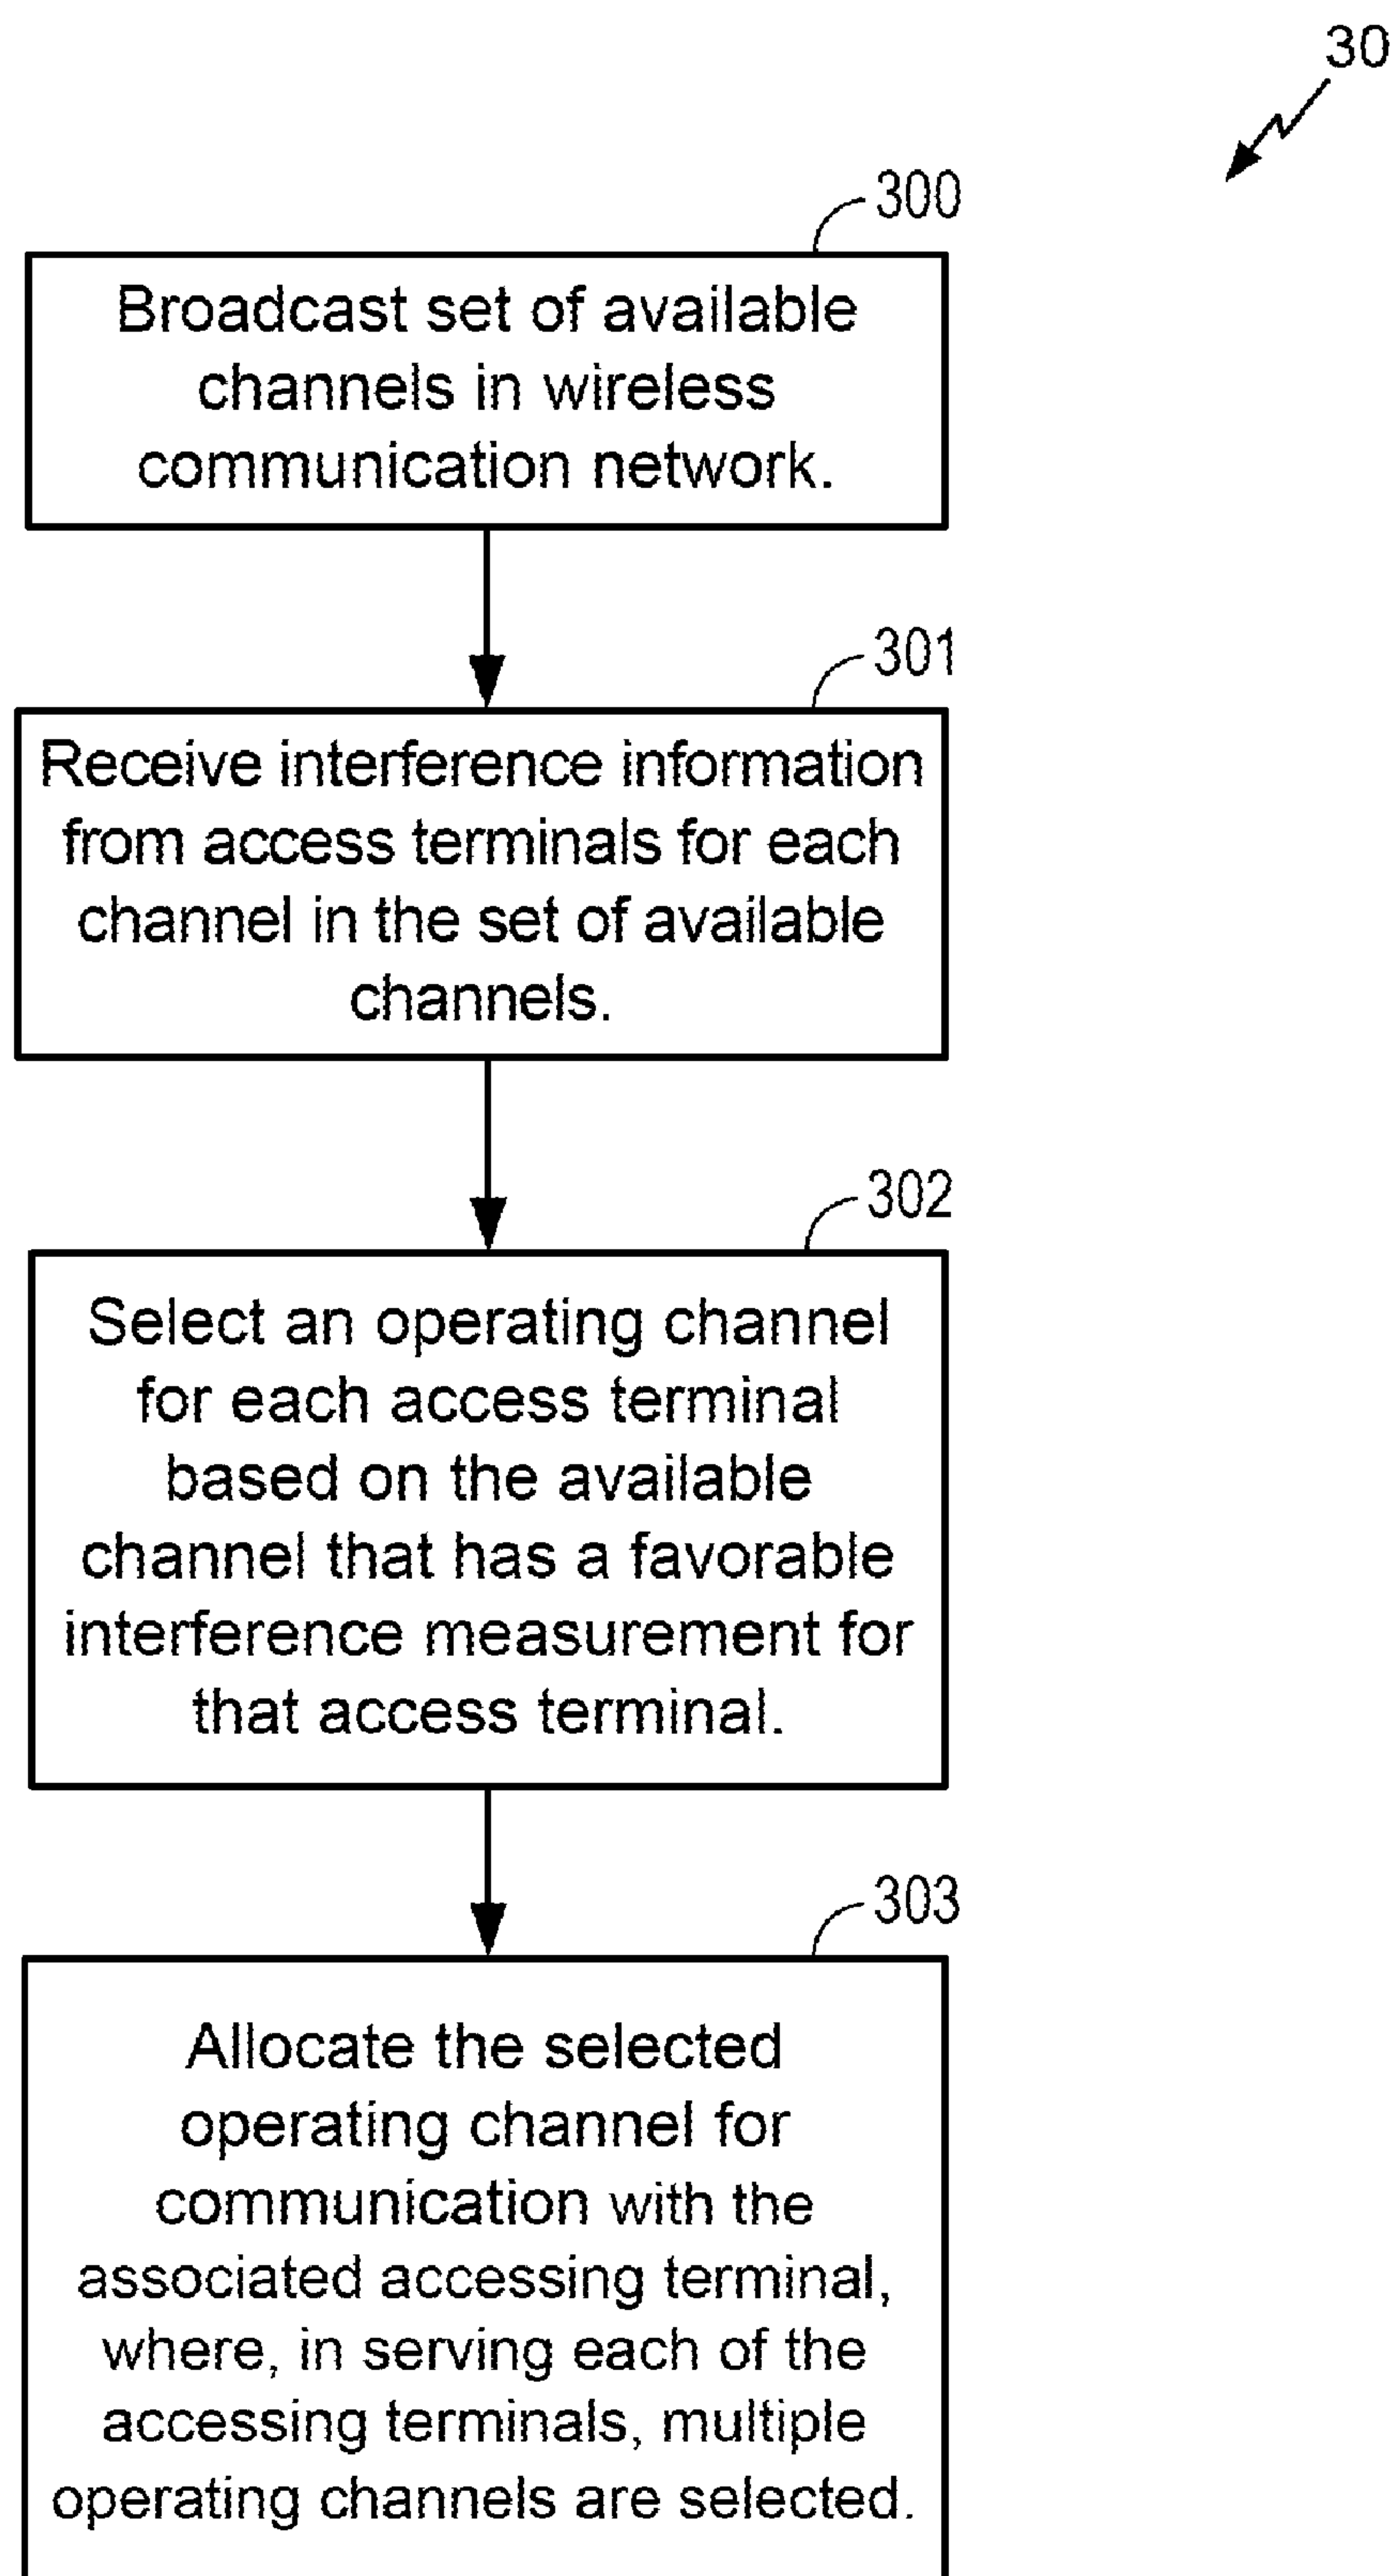 30
300
Broadcast set of available
channels in wireless
communication network.
301
Receive interference information
from access terminals for each
channel in the set of available
channels.
302
Select an operating channel
for each access terminal
based on the available
channel that has a favorable
interference measurement for
that access terminal.
303
Allocate the selected
operating channel for
communication with the
associated accessing terminal,
where, in serving each of the
accessing terminals, multiple
operating channels are selected.